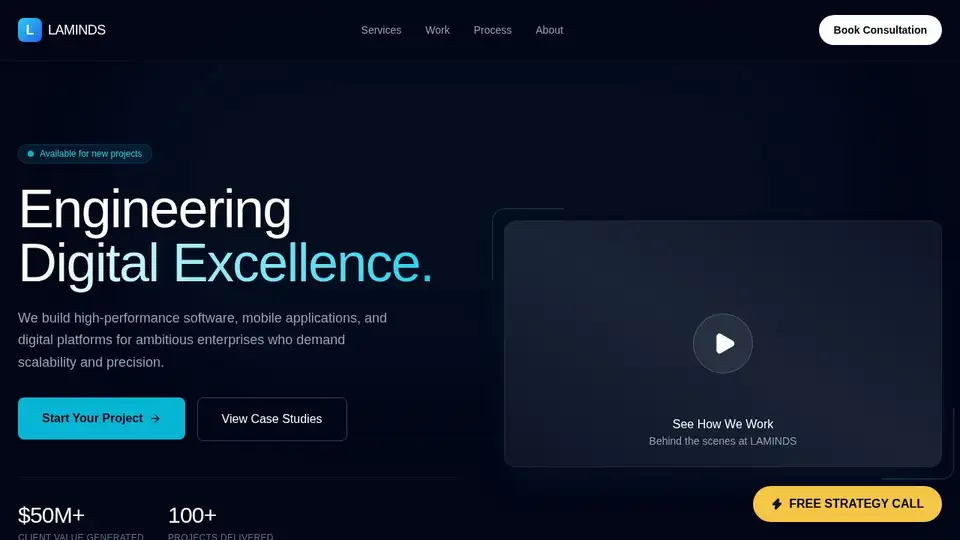 L LAMINDS
Services Work Process About
Book Consultation
Available for new projects
Engineering
Digital Excellence.
We build high-performance software, mobile applications, and
digital platforms for ambitious enterprises who demand
scalability and precision.
Start Your Project →
View Case Studies
See How We Work
Behind the scenes at LAMINDS
FREE STRATEGY CALL
$50M+
CLIENT VALUE GENERATED
100+
PROJECTS DELIVERED